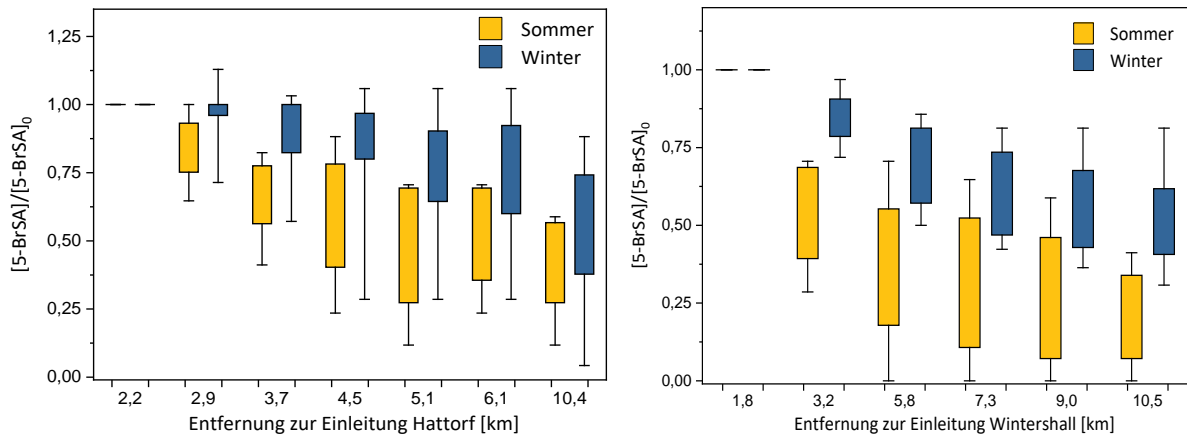 [5-BrSA]/[5-BrSA]₀
1,25
1,00
0,75
0,50
0,25
0,00
Sommer
Winter
2,2 2,9 3,7 4,5 5,1 6,1 10,4
Entfernung zur Einleitung Hattorf [km]
[5-BrSA]/[5-BrSA]₀
1,00
0,75
0,50
0,25
0,00
Sommer
Winter
1,8 3,2 5,8 7,3 9,0 10,5
Entfernung zur Einleitung Wintershall [km]